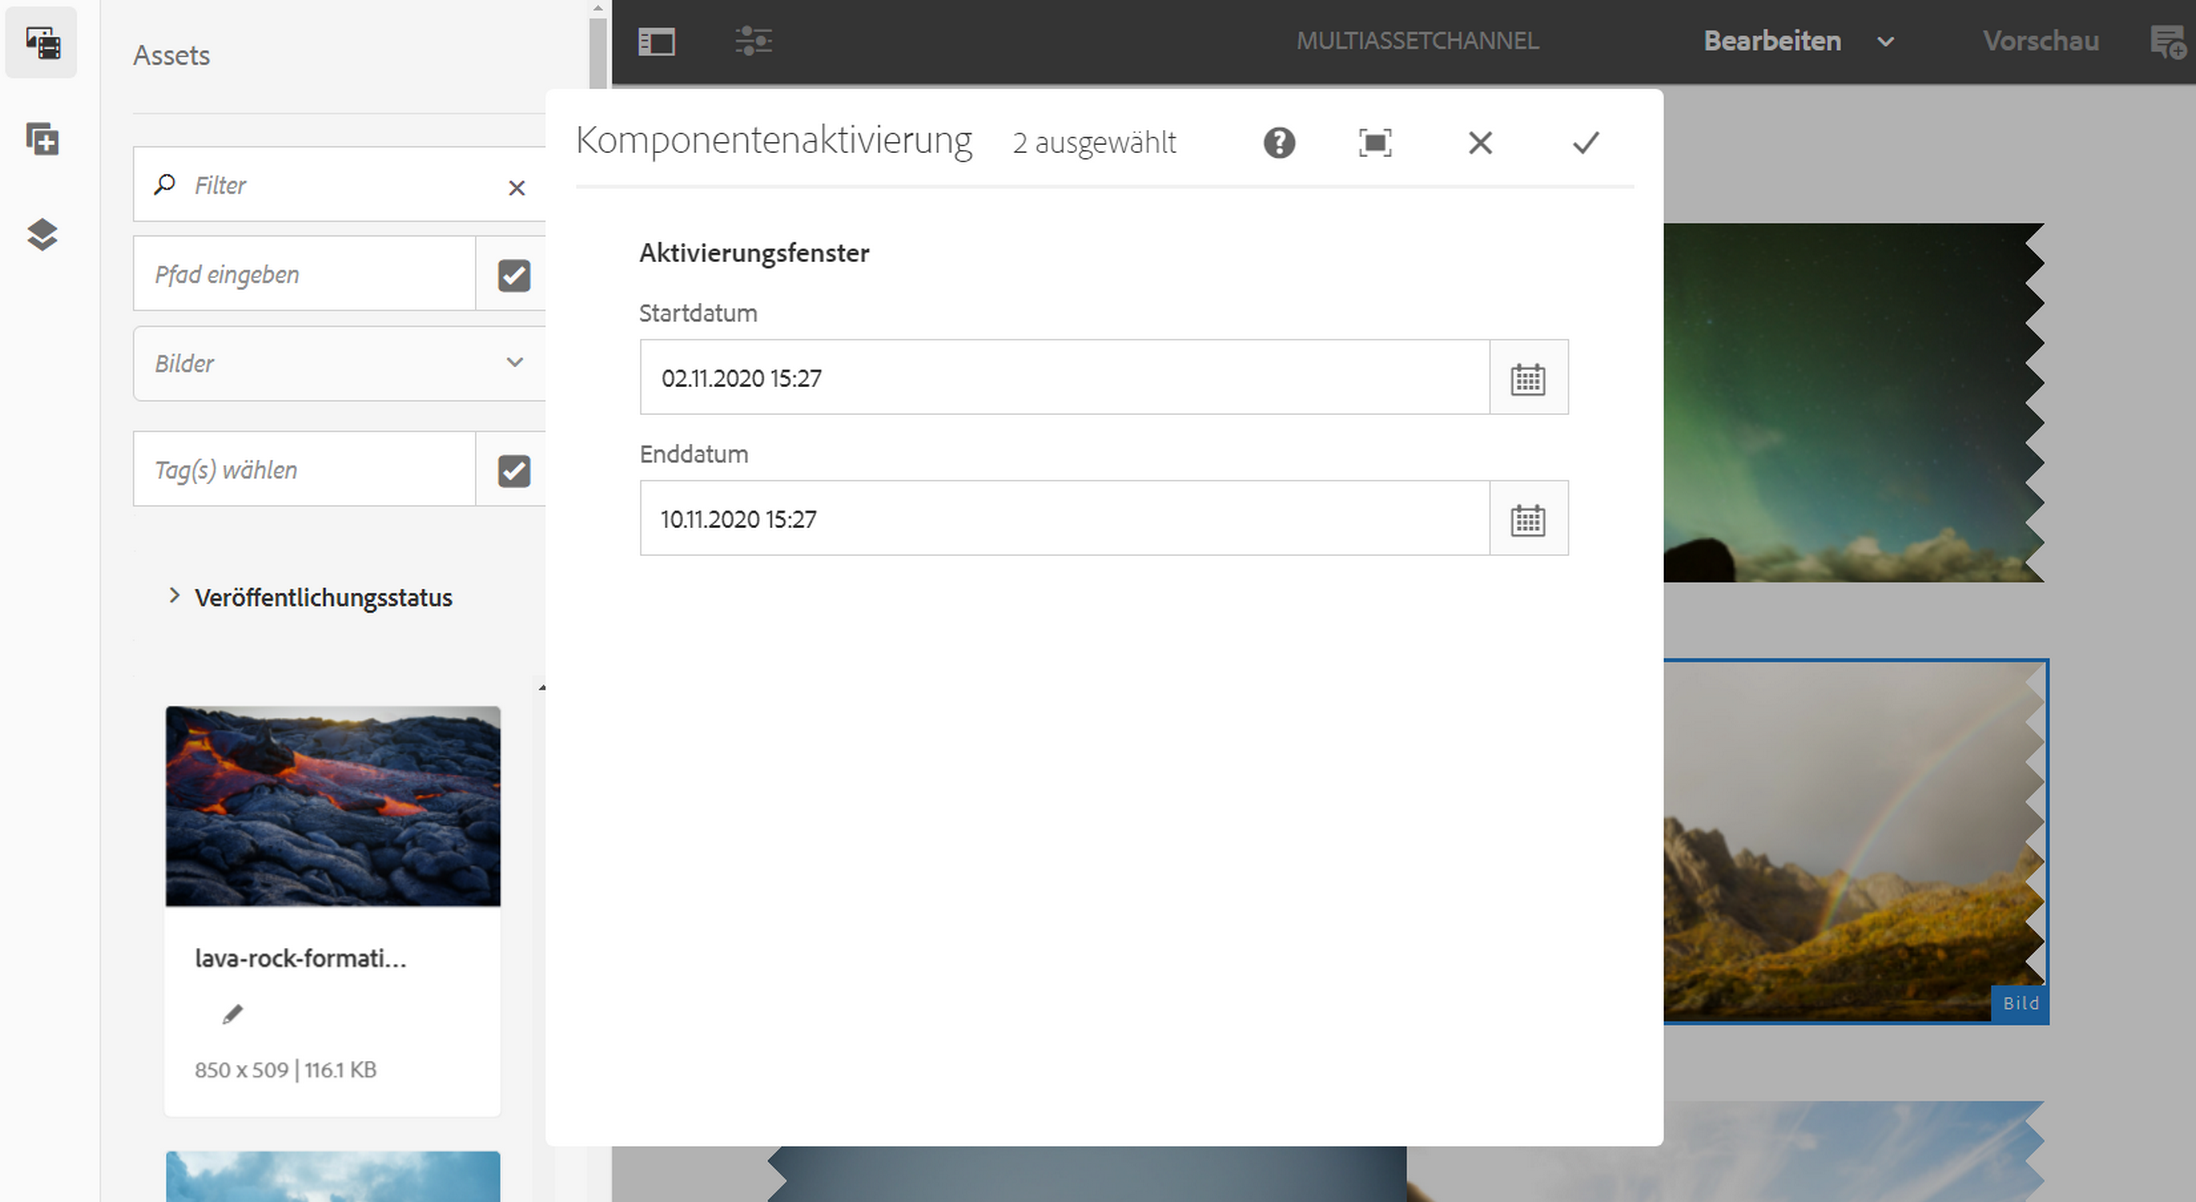 Assets
MULTIASSETCHANNEL
Bearbeiten
Vorschau
Filter
Pfad eingeben
Bilder
Tag(s) wählen
Veröffentlichungsstatus
lava-rock-formati...
850 x 509 | 116.1 KB
Komponentenaktivierung 2 ausgewählt
Aktivierungsfenster
Startdatum
02.11.2020 15:27
Enddatum
10.11.2020 15:27
Bild